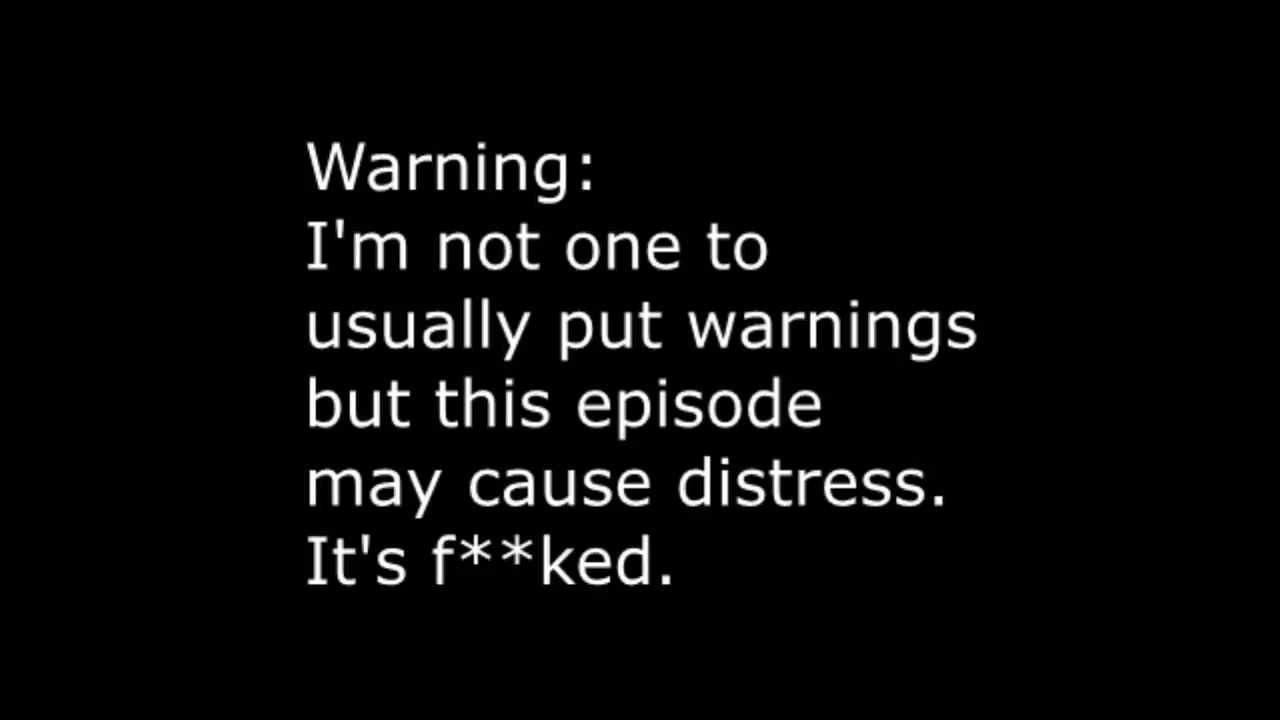 Warning:
I'm not one to
usually put warnings
but this episode
may cause distress.
It's f**ked.